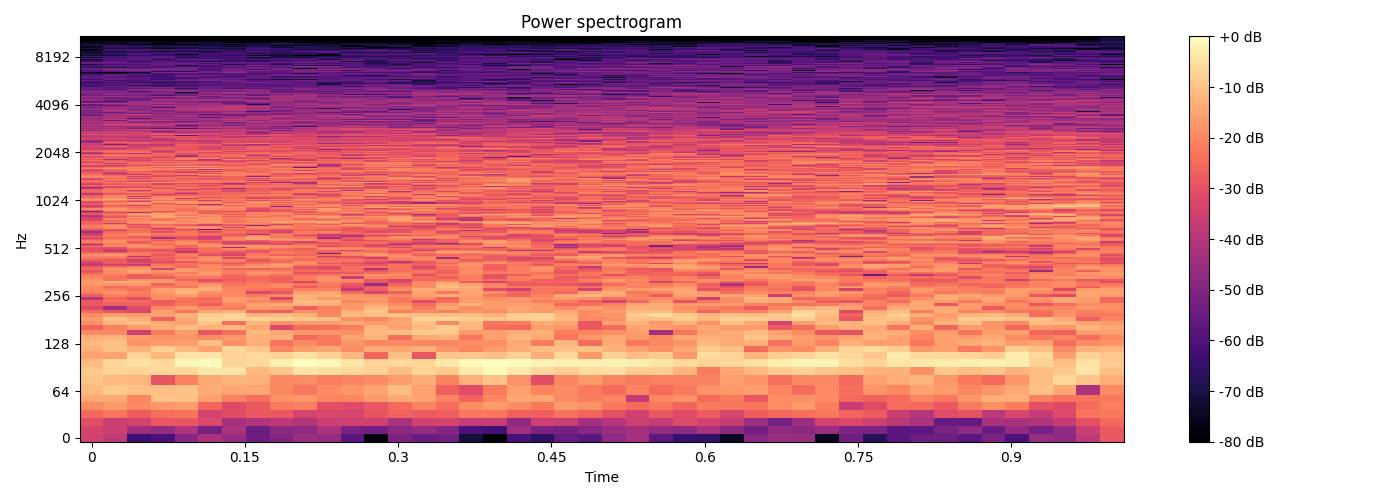 Power spectrogram
Hz
8192
4096
2048
1024
512
256
128
64
0
0 0.15 0.3 0.45 0.6 0.75 0.9
Time
+0 dB
-10 dB
-20 dB
-30 dB
-40 dB
-50 dB
-60 dB
-70 dB
-80 dB